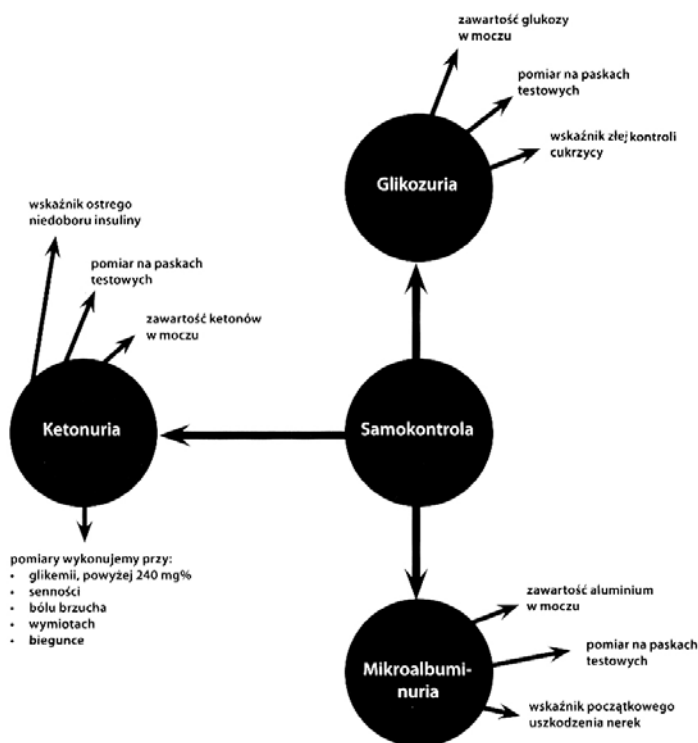 zawartość glukozy
w moczu
pomiar na paskach
testowych
wskaźnik złej kontroli
cukrzycy
Glikozuria
wskaźnik ostrego
niedoboru insuliny
pomiar na paskach
testowych
zawartość ketonów
w moczu
Ketonuria
Samokontrola
pomiary wykonujemy przy:
• glikemii, powyżej 240 mg%
• senności
• bólu brzucha
• wymiotach
• biegunce
zawartość aluminium
w moczu
pomiar na paskach
testowych
Mikroalbumi-
nuria
wskaźnik początkowego
uszkodzenia nerek